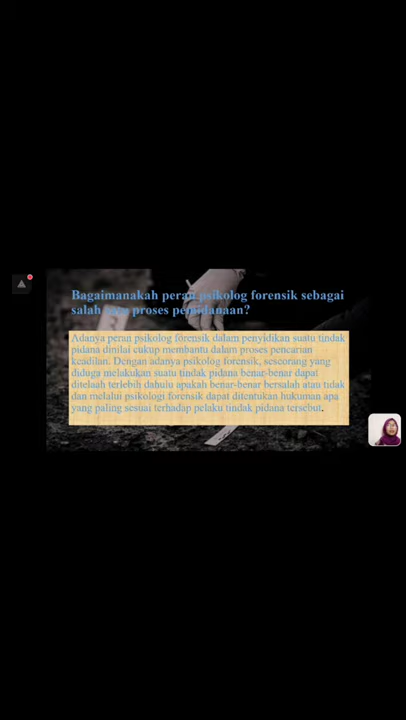 Bagaimanakah peran psikolog forensik sebagai
salah satu proses pemidanaan?
Adanya peran psikolog forensik dalam penyidikan suatu tindak
pidana dinilai cukup membantu dalam proses pencarian
keadilan. Dengan adanya psikolog forensik, seseorang yang
diduga melakukan suatu tindak pidana benar-benar dapat
ditelaah terlebih dahulu apakah benar-benar bersalah atau tidak
dan melalui psikologi forensik dapat ditentukan hukuman apa
yang paling sesuai terhadap pelaku tindak pidana tersebut.